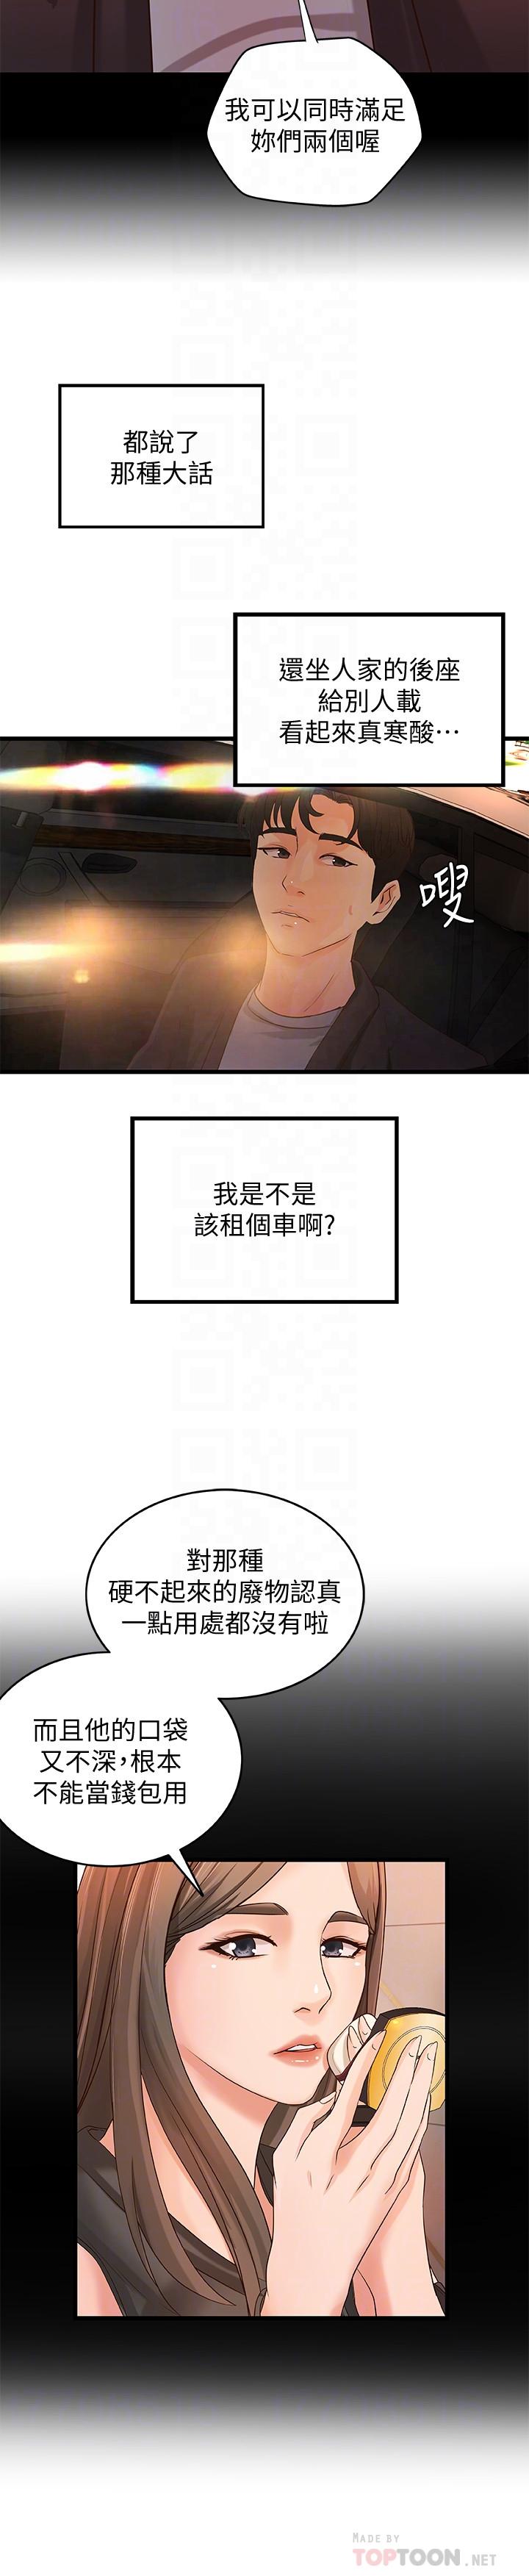 我可以同時滿足
妳們兩個喔
都說了
那種大話
還坐人家的後座
給別人載
看起來真寒酸⋯
嗖
我是不是
該租個車啊?
對那種
硬不起來的廢物認真
一點用處都沒有啦
而且他的口袋
又不深,根本
不能當錢包用
MADE BY
TOPTOON.NET